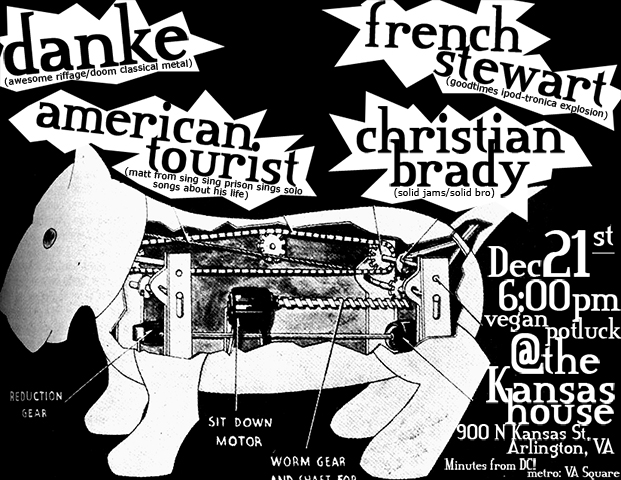 danke
(awesome riffage/doom classical metal)
french
stewart
(goodtimes ipod-tronica explosion)
american
tourist
(matt from sing sing prison sings solo
songs about his life)
christian
brady
(solid jams/solid bro)
Dec 21st
6:00pm
vegan
potluck
@the
Kansas
house
900 N Kansas St,
Arlington, VA
Minutes from DC!
metro: VA Square
REDUCTION
GEAR
SIT DOWN
MOTOR
WORM GEAR
AND SHAFT FOR